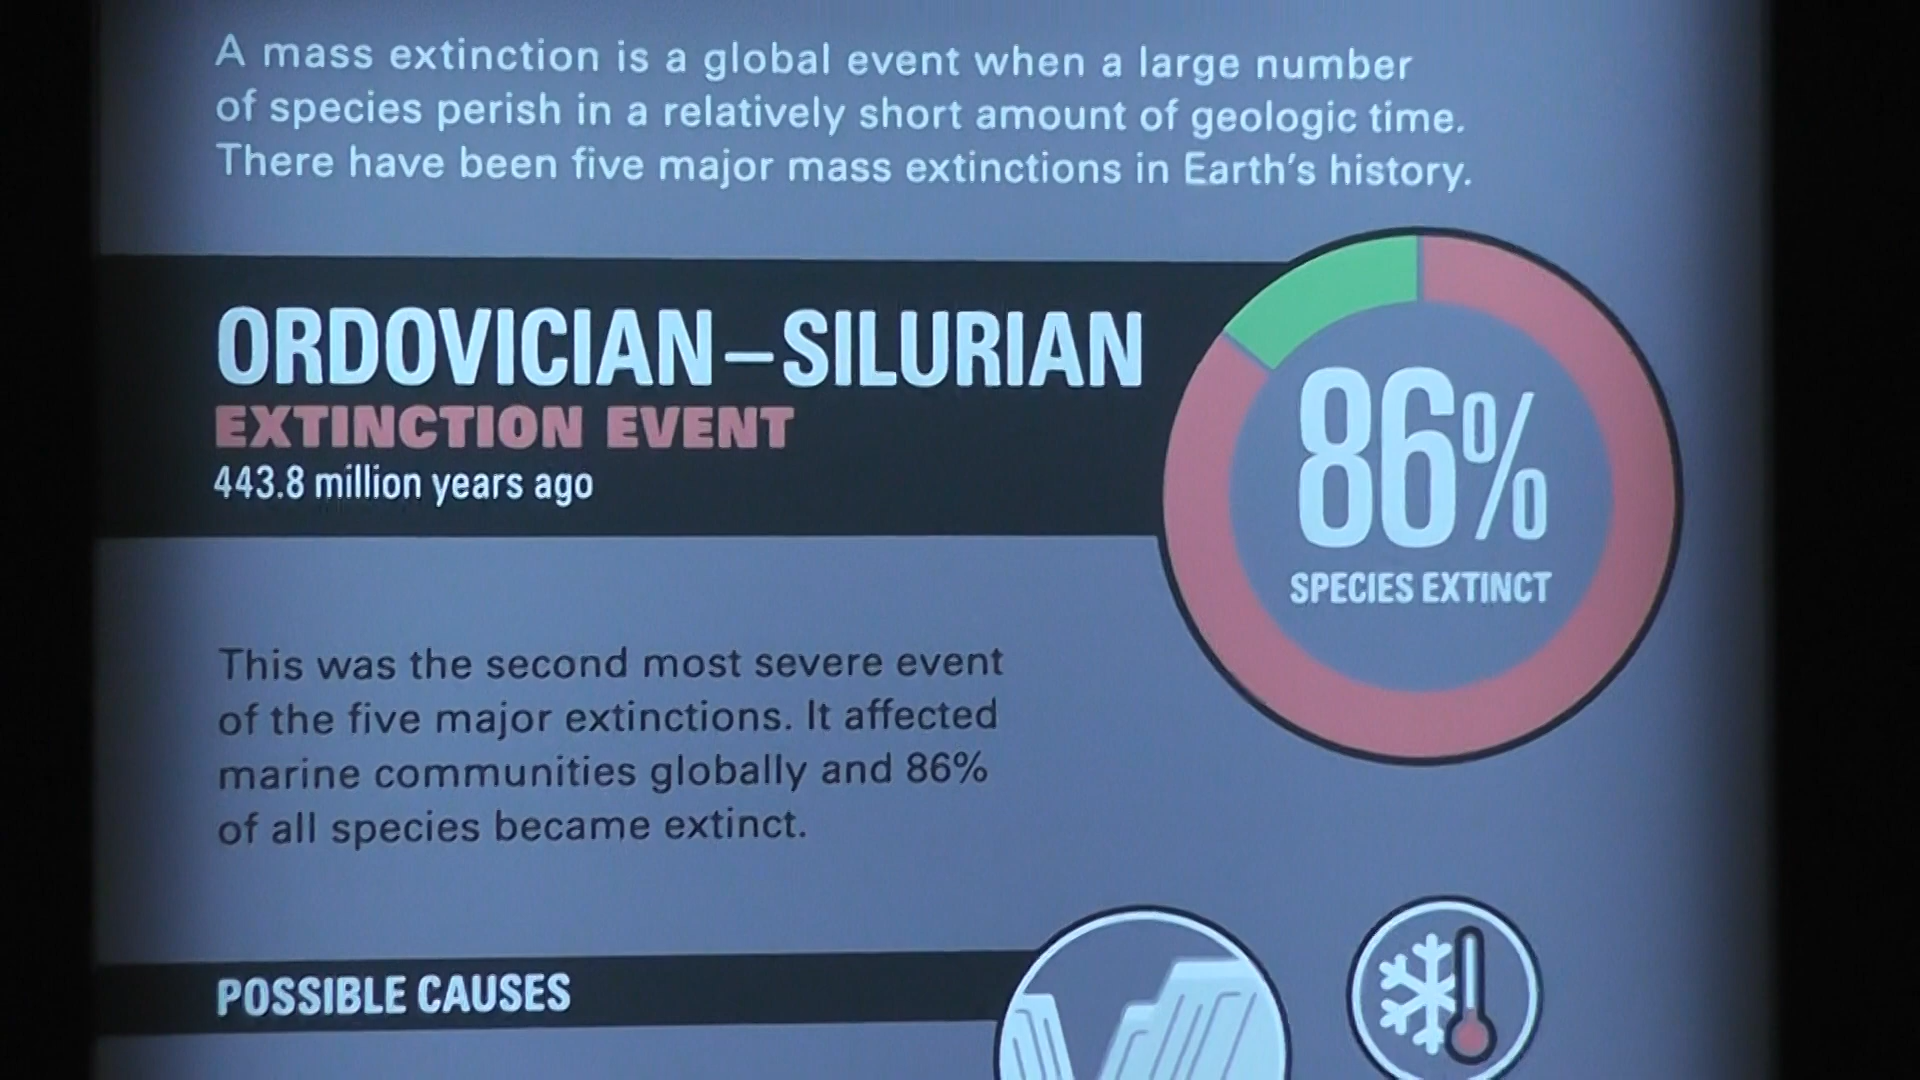 A mass extinction is a global event when a large number
of species perish in a relatively short amount of geologic time.
There have been five major mass extinctions in Earth's history.
ORDOVICIAN–SILURIAN
EXTINCTION EVENT
443.8 million years ago
86%
SPECIES EXTINCT
This was the second most severe event
of the five major extinctions. It affected
marine communities globally and 86%
of all species became extinct.
POSSIBLE CAUSES